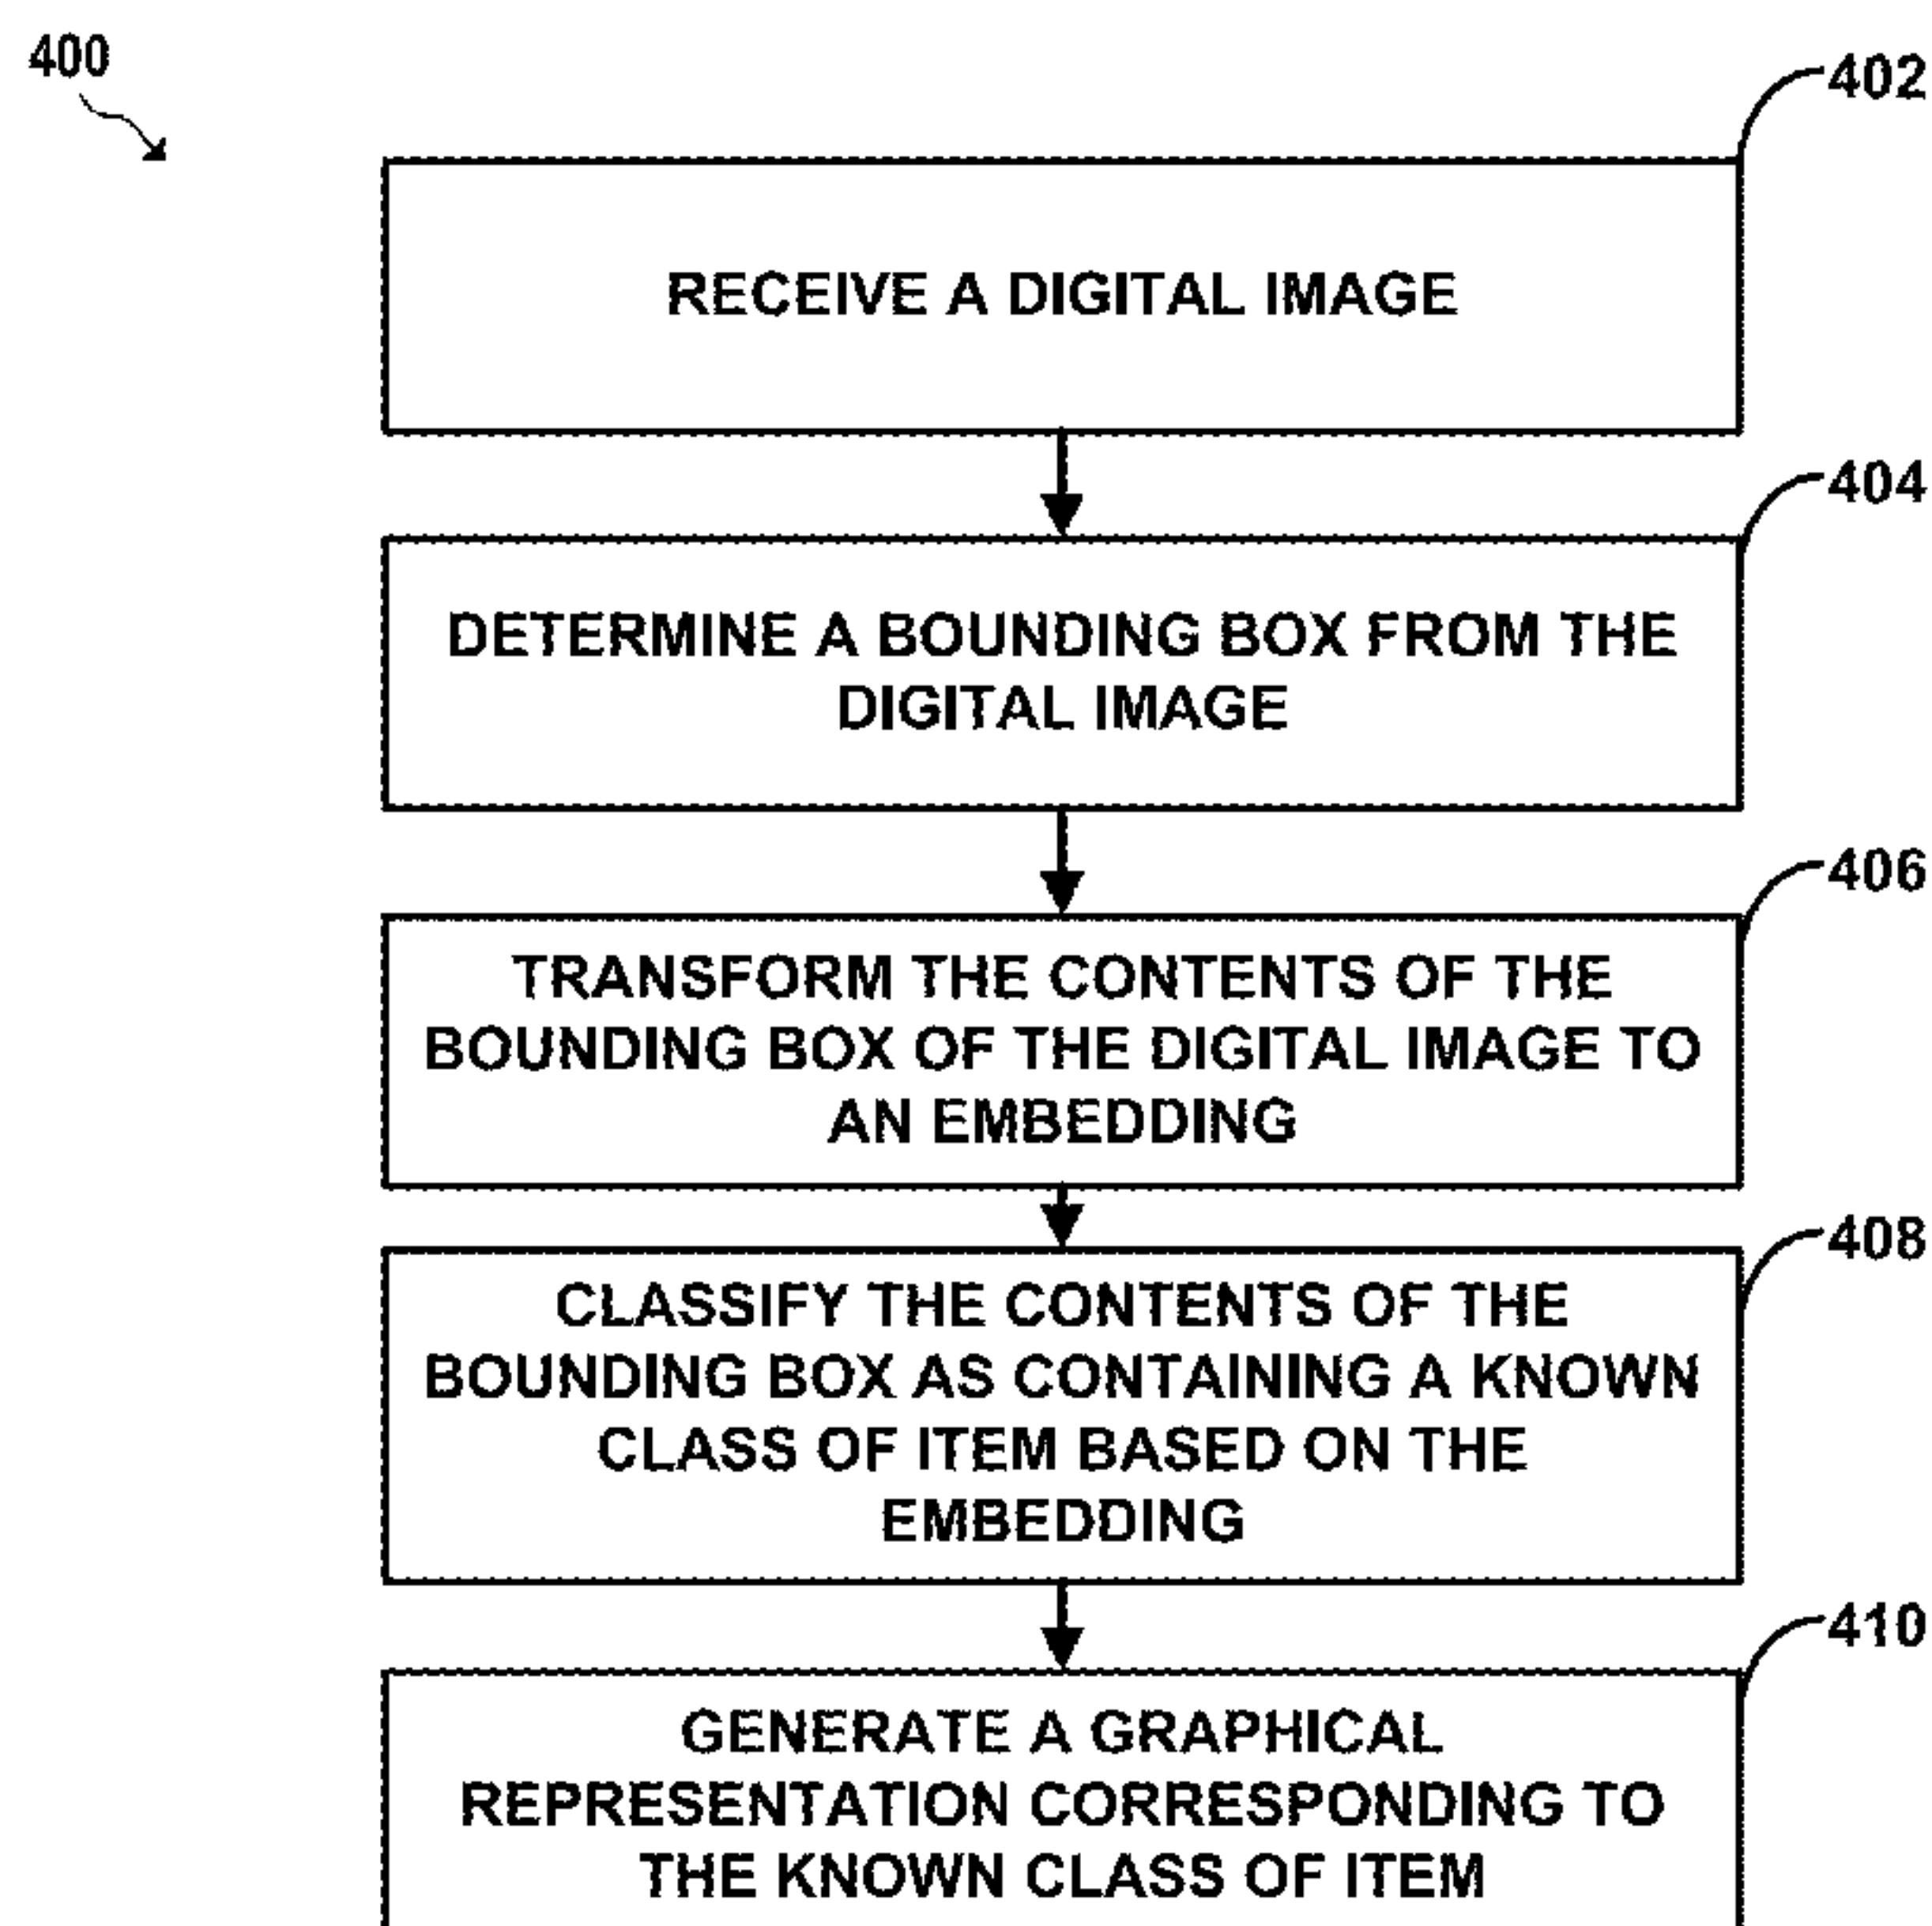 400
402
RECEIVE A DIGITAL IMAGE
404
DETERMINE A BOUNDING BOX FROM THE
DIGITAL IMAGE
406
TRANSFORM THE CONTENTS OF THE
BOUNDING BOX OF THE DIGITAL IMAGE TO
AN EMBEDDING
408
CLASSIFY THE CONTENTS OF THE
BOUNDING BOX AS CONTAINING A KNOWN
CLASS OF ITEM BASED ON THE
EMBEDDING
410
GENERATE A GRAPHICAL
REPRESENTATION CORRESPONDING TO
THE KNOWN CLASS OF ITEM